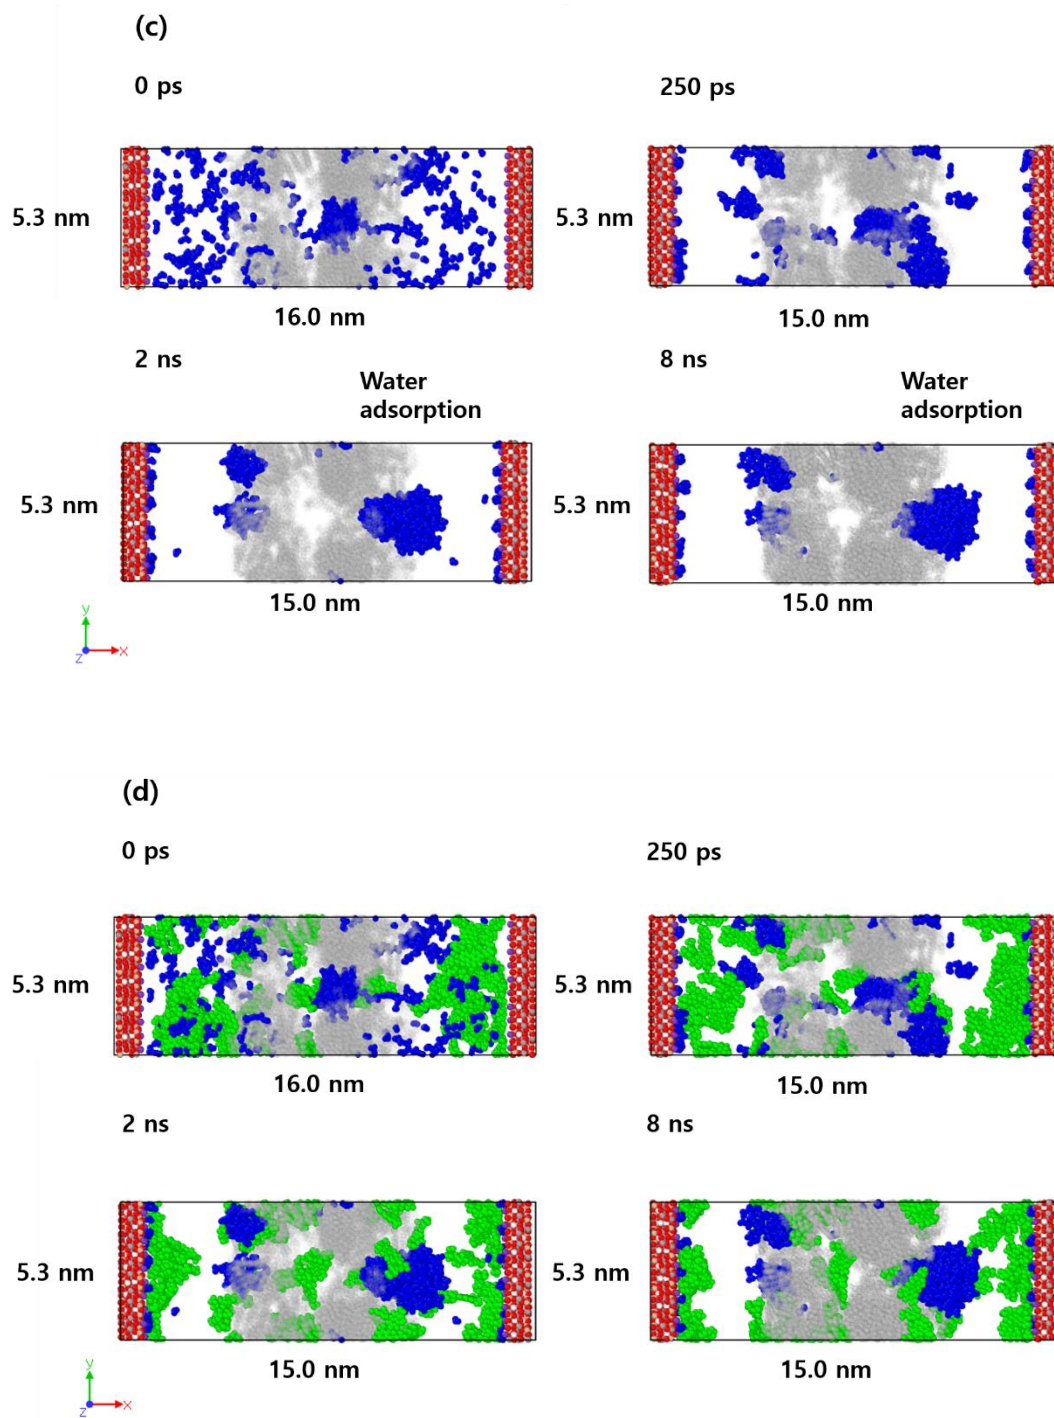 (c)
0 ps
250 ps
5.3 nm
5.3 nm
16.0 nm
15.0 nm
2 ns
8 ns
Water
adsorption
Water
adsorption
5.3 nm
5.3 nm
15.0 nm
15.0 nm
y
z
x
(d)
0 ps
250 ps
5.3 nm
5.3 nm
16.0 nm
15.0 nm
2 ns
8 ns
5.3 nm
5.3 nm
15.0 nm
15.0 nm
y
z
x